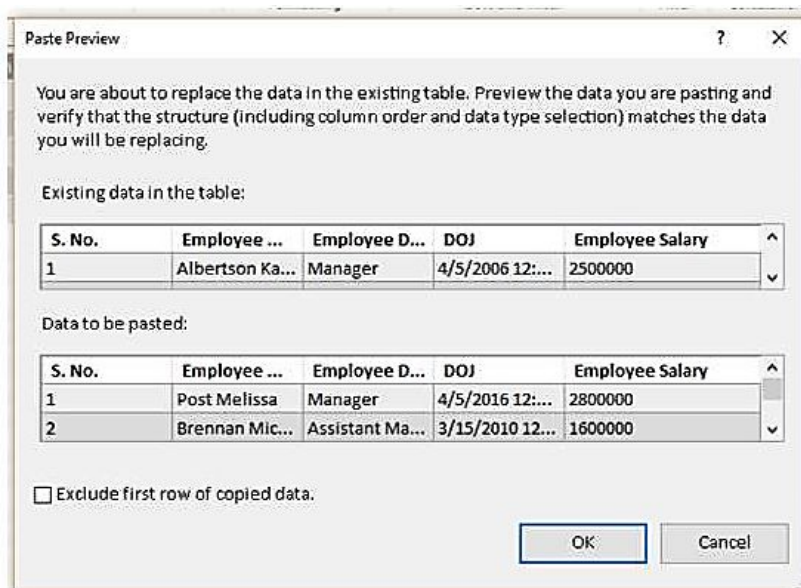 Paste Preview ? ×
You are about to replace the data in the existing table. Preview the data you are pasting and
verify that the structure (including column order and data type selection) matches the data
you will be replacing.
Existing data in the table:
S. No. Employee ... Employee D... DOJ Employee Salary
1 Albertson Ka... Manager 4/5/2006 12:... 2500000
Data to be pasted:
S. No. Employee ... Employee D... DOJ Employee Salary
1 Post Melissa Manager 4/5/2016 12:... 2800000
2 Brennan Mic... Assistant Ma... 3/15/2010 12... 1600000
Exclude first row of copied data.
OK Cancel